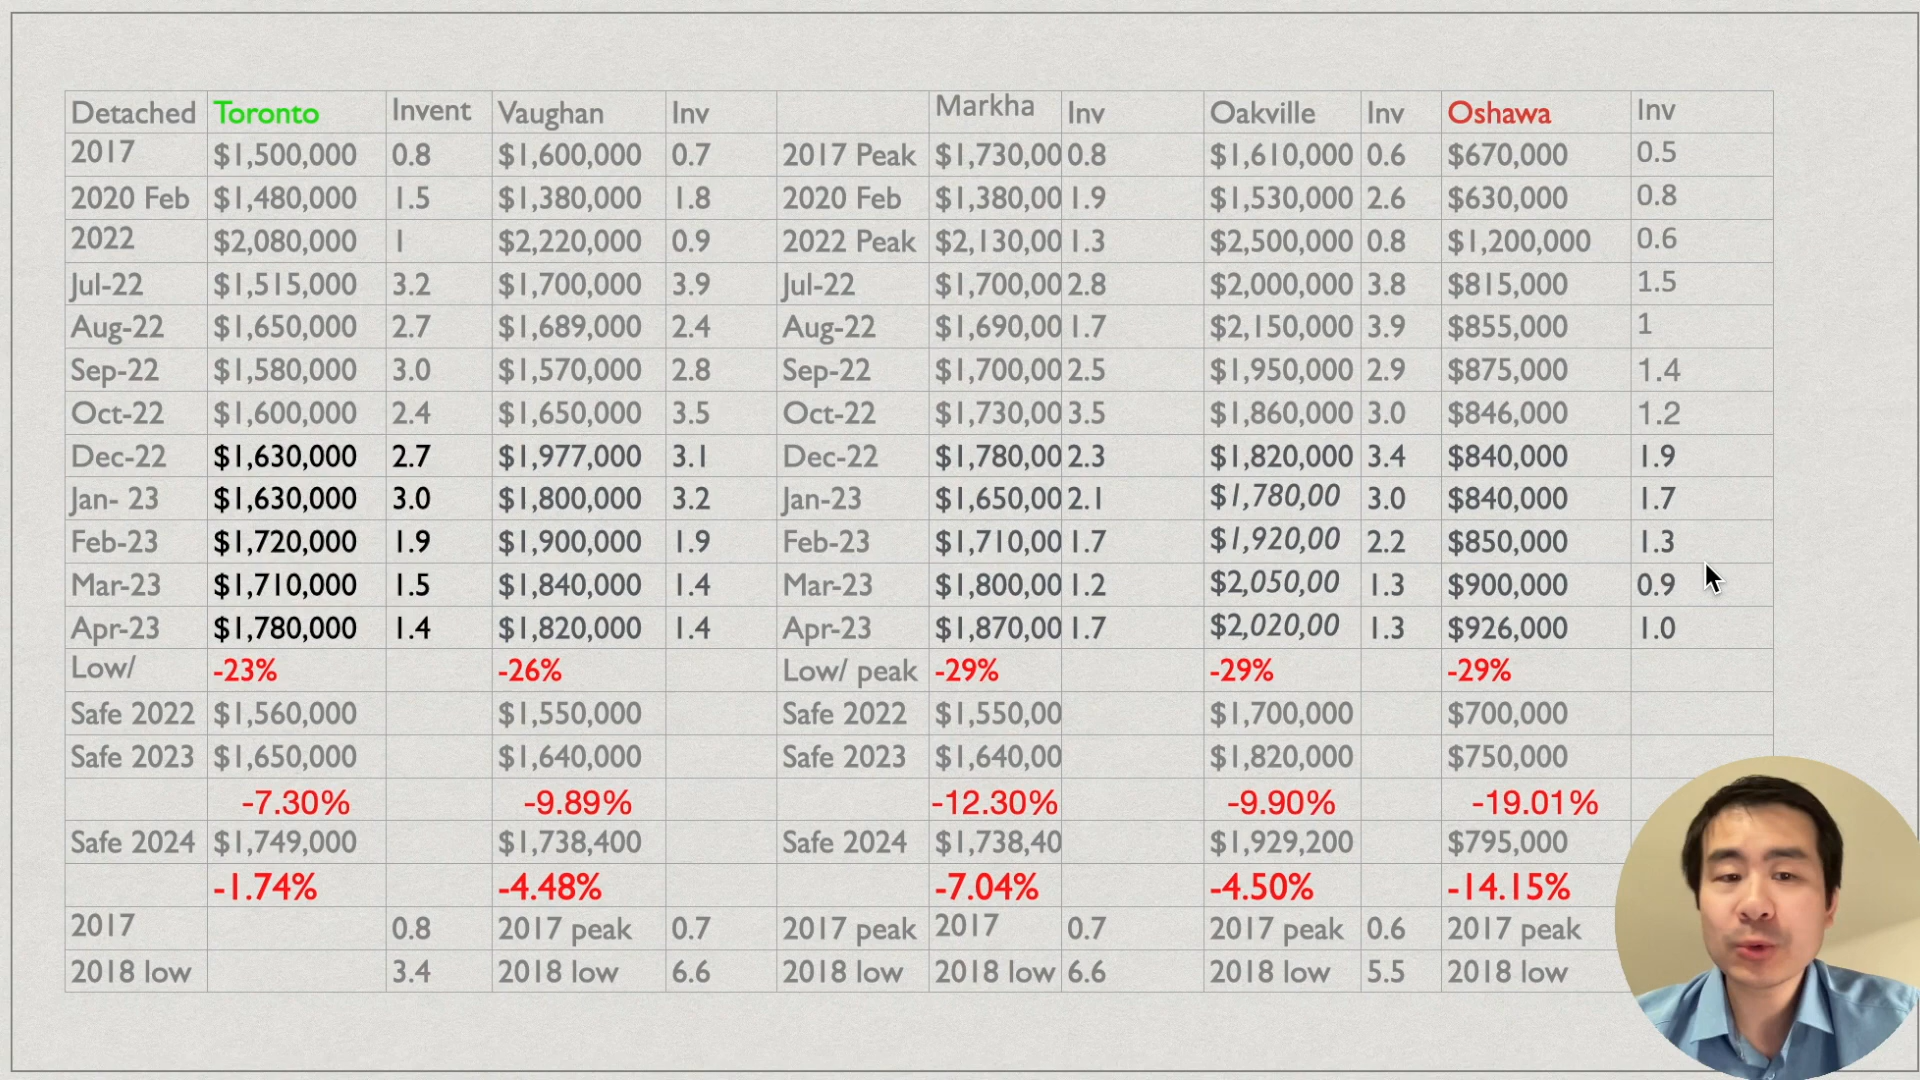 Detached Toronto Invent Vaughan Inv Markha Inv Oakville Inv Oshawa Inv
2017 $1,500,000 0.8 $1,600,000 0.7 2017 Peak $1,730,00 0.8 $1,610,000 0.6 $670,000 0.5
2020 Feb $1,480,000 1.5 $1,380,000 1.8 2020 Feb $1,380,00 1.9 $1,530,000 2.6 $630,000 0.8
2022 $2,080,000 1 $2,220,000 0.9 2022 Peak $2,130,00 1.3 $2,500,000 0.8 $1,200,000 0.6
Jul-22 $1,515,000 3.2 $1,700,000 3.9 Jul-22 $1,700,00 2.8 $2,000,000 3.8 $815,000 1.5
Aug-22 $1,650,000 2.7 $1,689,000 2.4 Aug-22 $1,690,00 1.7 $2,150,000 3.9 $855,000 1
Sep-22 $1,580,000 3.0 $1,570,000 2.8 Sep-22 $1,700,00 2.5 $1,950,000 2.9 $875,000 1.4
Oct-22 $1,600,000 2.4 $1,650,000 3.5 Oct-22 $1,730,00 3.5 $1,860,000 3.0 $846,000 1.2
Dec-22 $1,630,000 2.7 $1,977,000 3.1 Dec-22 $1,780,00 2.3 $1,820,000 3.4 $840,000 1.9
Jan- 23 $1,630,000 3.0 $1,800,000 3.2 Jan-23 $1,650,00 2.1 $1,780,00 3.0 $840,000 1.7
Feb-23 $1,720,000 1.9 $1,900,000 1.9 Feb-23 $1,710,00 1.7 $1,920,00 2.2 $850,000 1.3
Mar-23 $1,710,000 1.5 $1,840,000 1.4 Mar-23 $1,800,00 1.2 $2,050,00 1.3 $900,000 0.9
Apr-23 $1,780,000 1.4 $1,820,000 1.4 Apr-23 $1,870,00 1.7 $2,020,00 1.3 $926,000 1.0
Low/ -23% -26% Low/ peak -29% -29% -29%
Safe 2022 $1,560,000 $1,550,000 Safe 2022 $1,550,00 $1,700,000 $700,000
Safe 2023 $1,650,000 $1,640,000 Safe 2023 $1,640,00 $1,820,000 $750,000
-7.30% -9.89% -12.30% -9.90% -19.01%
Safe 2024 $1,749,000 $1,738,400 Safe 2024 $1,738,40 $1,929,200 $795,000
-1.74% -4.48% -7.04% -4.50% -14.15%
2017 0.8 2017 peak 0.7 2017 peak 2017 0.7 2017 peak 0.6 2017 peak
2018 low 3.4 2018 low 6.6 2018 low 2018 low 6.6 2018 low 5.5 2018 low